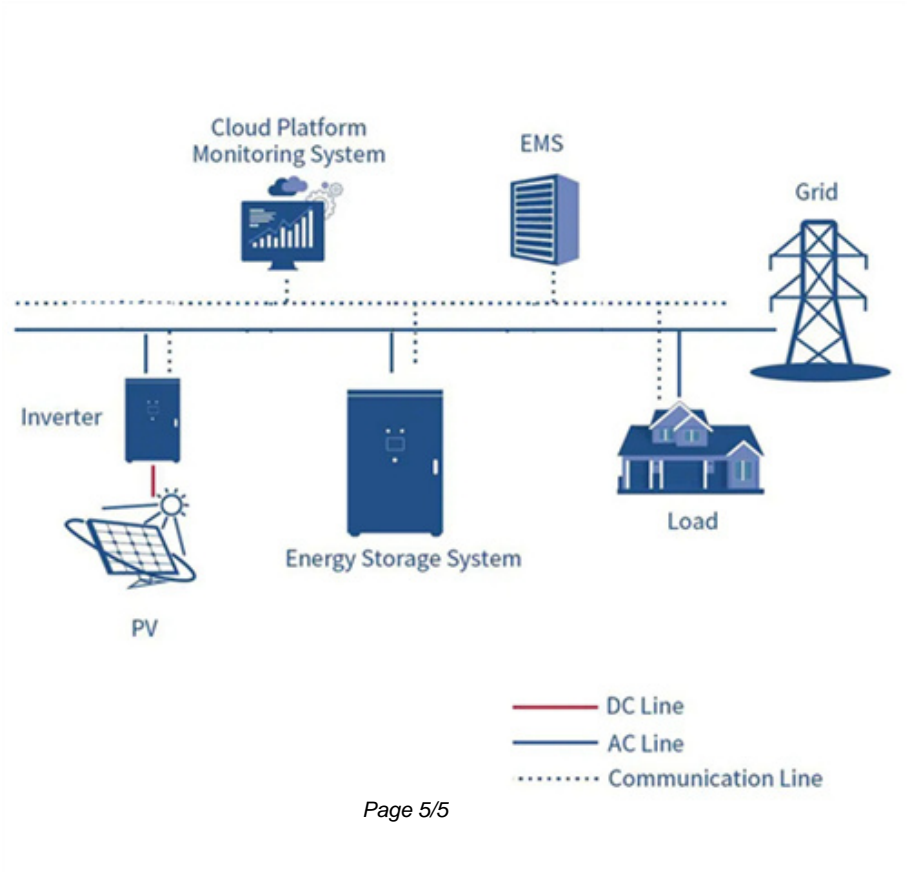 Cloud Platform
Monitoring System
EMS
Grid
Inverter
Energy Storage System
Load
PV
DC Line
AC Line
Communication Line
Page 5/5